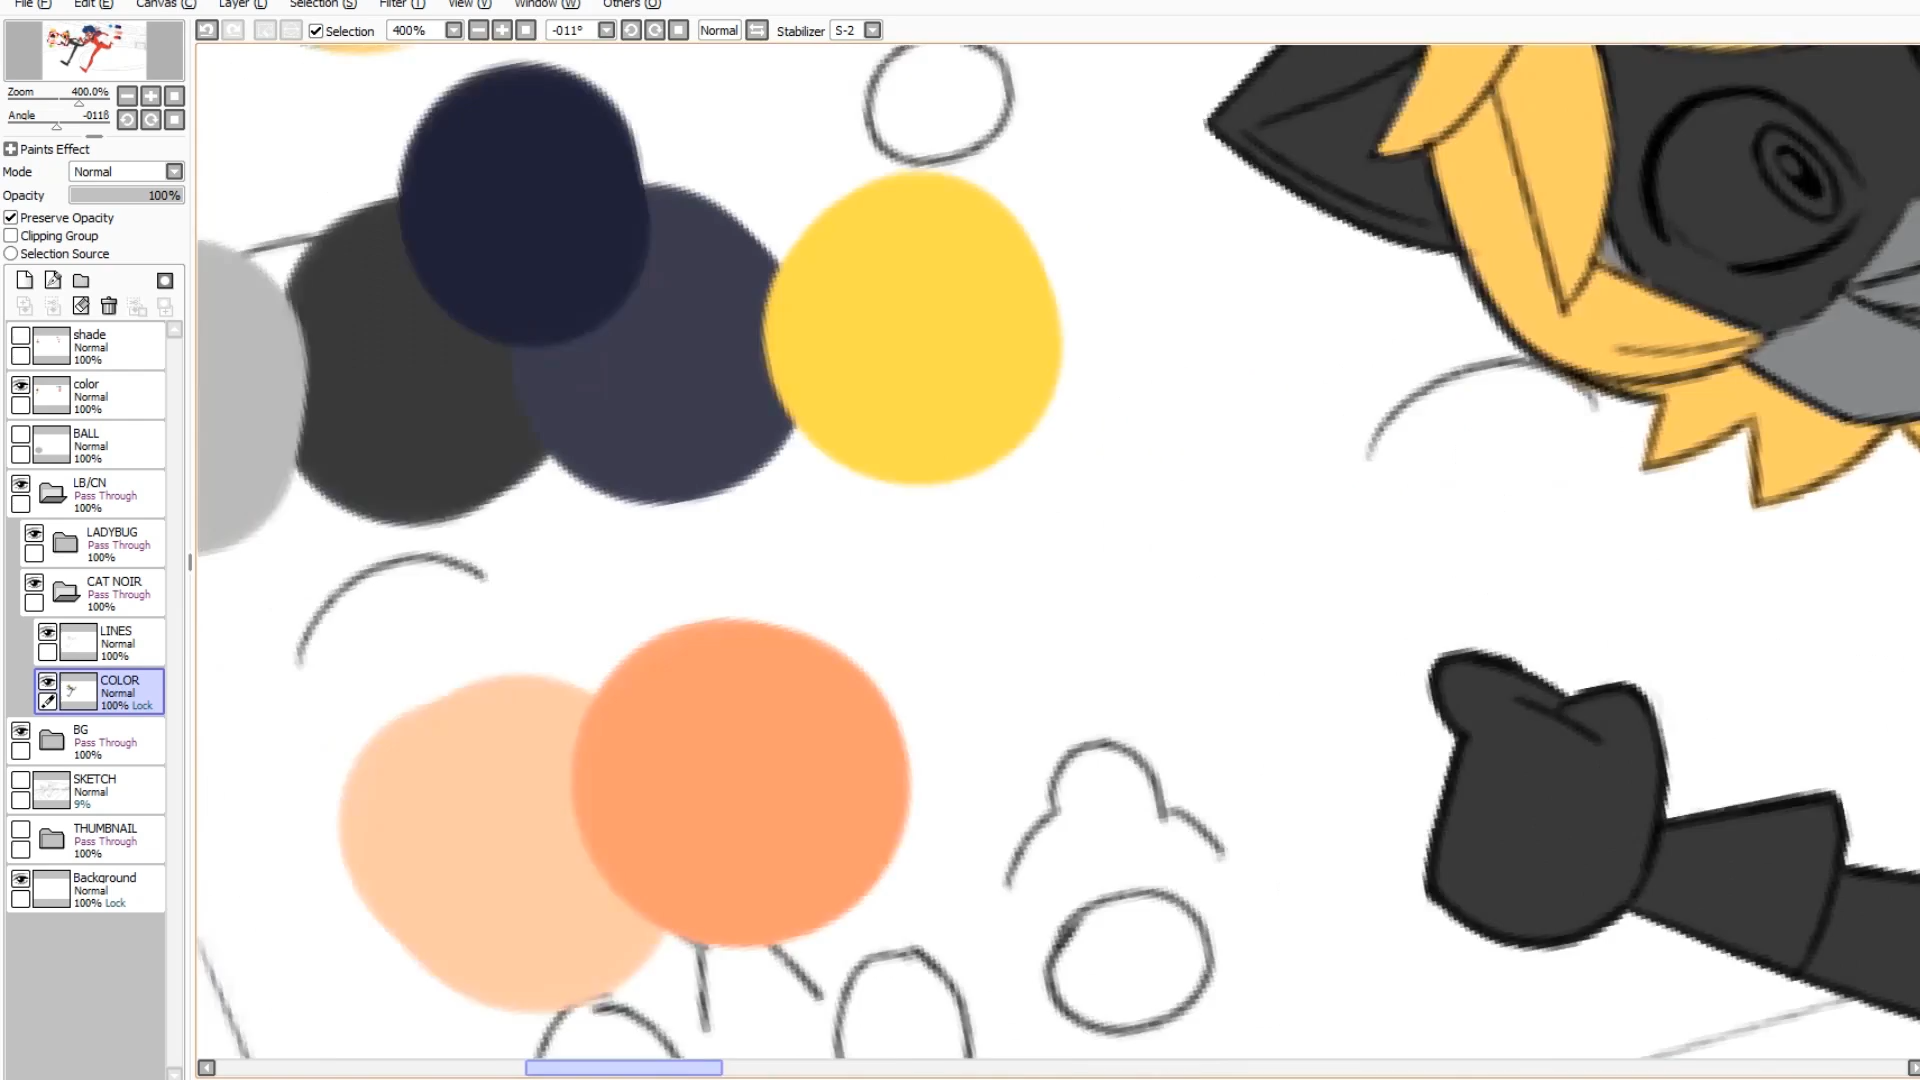 File (F) Edit (E) Canvas (C) Layer (L) Selection (S) Filter (T) View (V) Window (W) Others (O)
Selection 400% -011° Normal Stabilizer S-2
Zoom 400.0%
Angle -011§
Paints Effect
Mode Normal
Opacity 100%
Preserve Opacity
Clipping Group
Selection Source
shade
Normal
100%
color
Normal
100%
BALL
Normal
100%
LB/CN
Pass Through
100%
LADYBUG
Pass Through
100%
CAT NOIR
Pass Through
100%
LINES
Normal
100%
COLOR
Normal
100% Lock
BG
Pass Through
100%
SKETCH
Normal
9%
THUMBNAIL
Pass Through
100%
Background
Normal
100% Lock